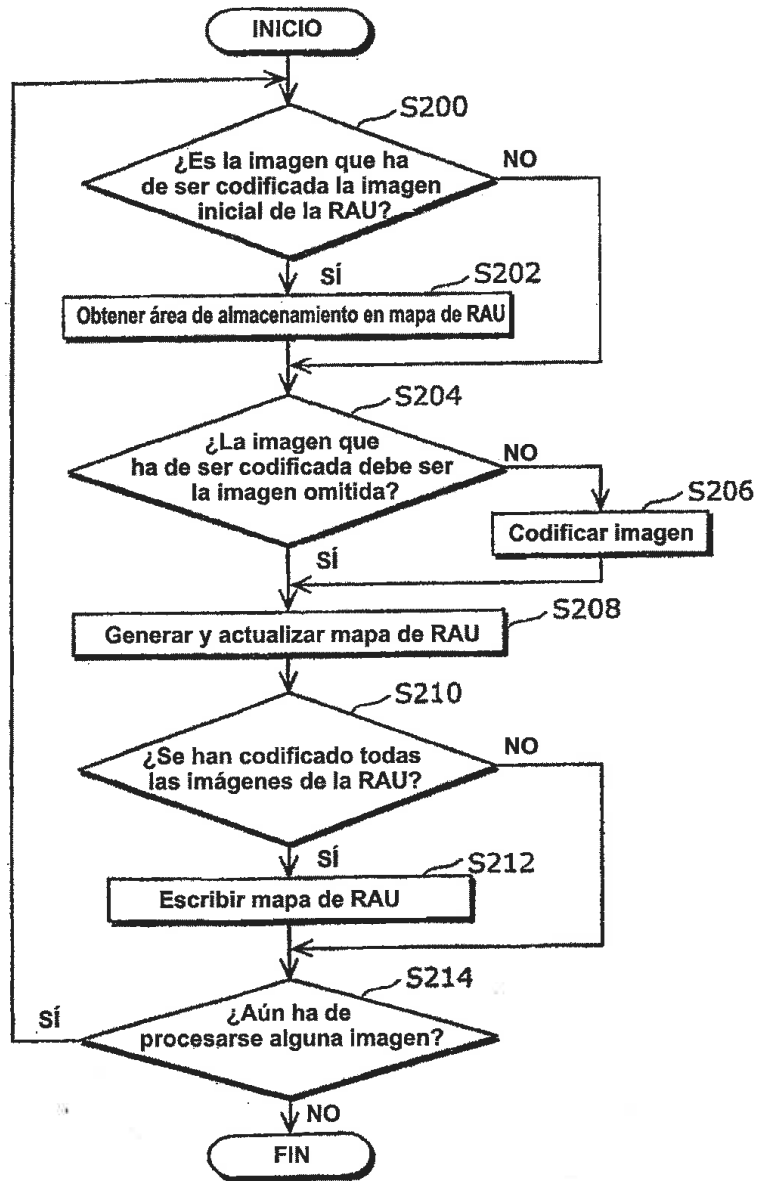 INICIO
S200
¿Es la imagen que ha
de ser codificada la imagen
inicial de la RAU?
NO
SÍ
S202
Obtener área de almacenamiento en mapa de RAU
S204
¿La imagen que
ha de ser codificada debe ser
la imagen omitida?
NO
S206
Codificar imagen
SÍ
S208
Generar y actualizar mapa de RAU
S210
¿Se han codificado todas
las imágenes de la RAU?
NO
SÍ
S212
Escribir mapa de RAU
S214
¿Aún ha de
procesarse alguna imagen?
SÍ
NO
FIN